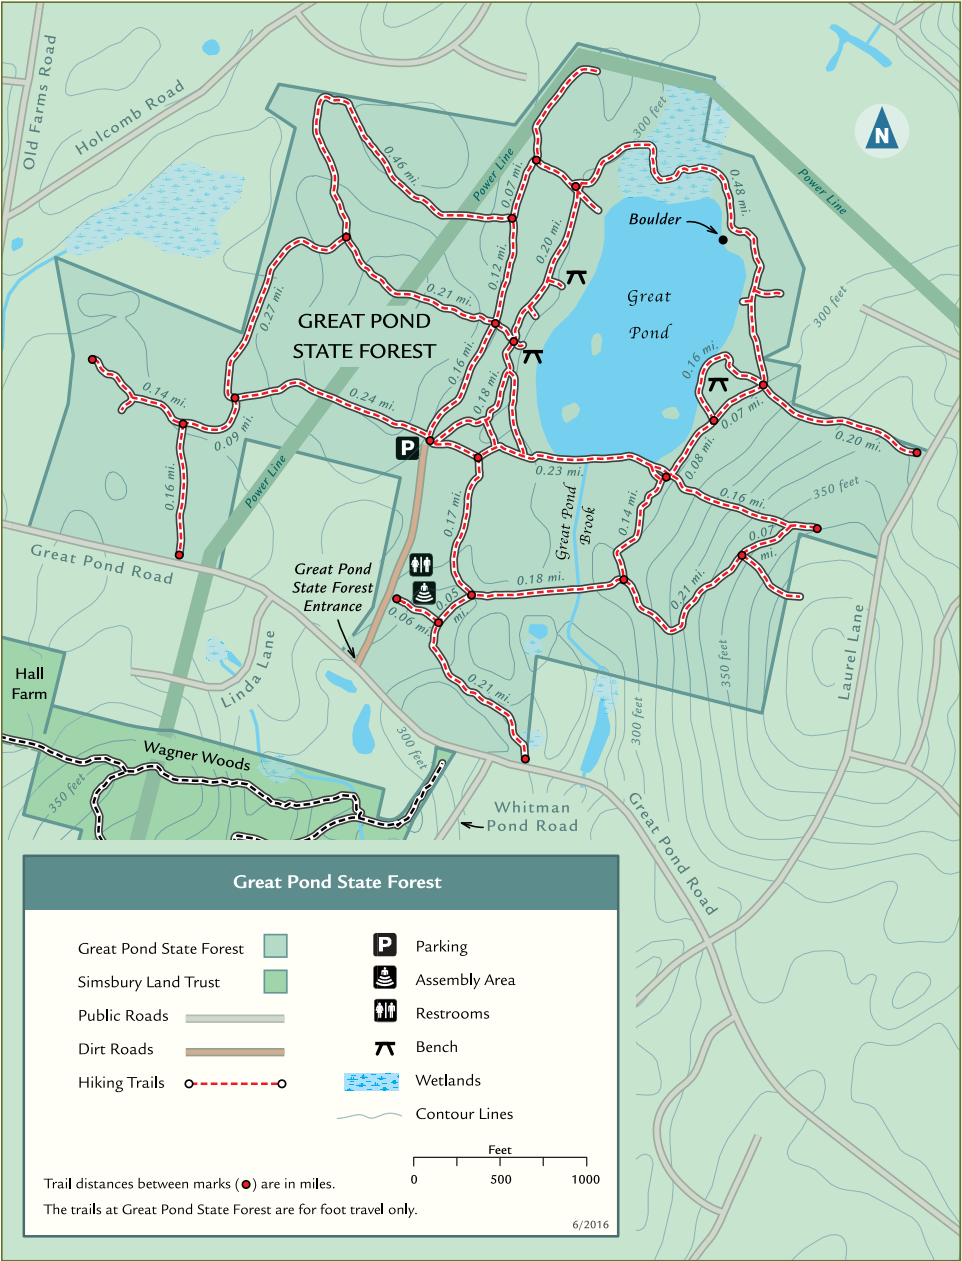 Old Farms Road
Holcomb Road
300 feet
Power Line
Power Line
N
0.46 mi.
0.07 mi.
0.48 mi.
0.20 mi.
Boulder
0.12 mi.
0.27 mi.
0.21 mi.
Great
Pond
300 feet
GREAT POND
STATE FOREST
0.16 mi.
0.16 mi.
0.14 mi.
0.24 mi.
0.18 mi.
0.07 mi.
0.09 mi.
P
0.20 mi.
0.08 mi.
Power Line
0.16 mi.
0.23 mi.
0.16 mi.
350 feet
0.17 mi.
Great Pond
Brook
0.14 mi.
0.07
mi.
Great Pond Road
Great Pond
State Forest
Entrance
0.18 mi.
0.05
mi.
0.06 mi.
0.21 mi.
Linda Lane
Laurel Lane
350 feet
Hall
Farm
0.21 mi.
300 feet
300 feet
Wagner Woods
350 feet
Whitman
Pond Road
Great Pond Road
Great Pond State Forest
Great Pond State Forest
Simsbury Land Trust
Public Roads
Dirt Roads
Hiking Trails
P Parking
Assembly Area
Restrooms
Bench
Wetlands
Contour Lines
Feet
0 500 1000
Trail distances between marks ( ) are in miles.
The trails at Great Pond State Forest are for foot travel only.
6/2016